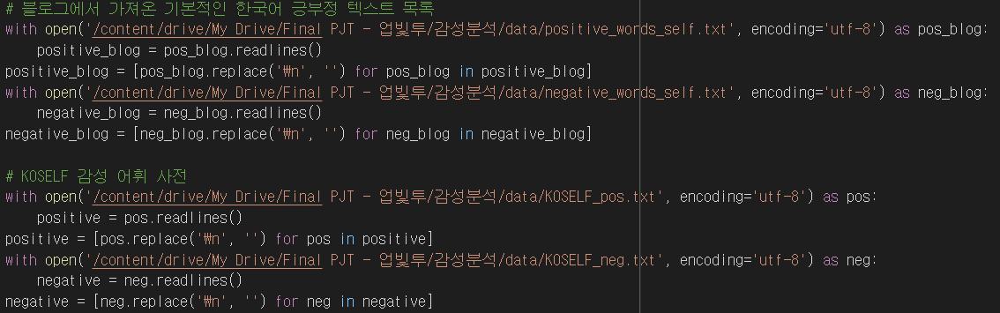 # 블로그에서 가져온 기본적인 한국어 긍부정 텍스트 목록
with open('/content/drive/My Drive/Final PJT - 업빛투/감성분석/data/positive_words_self.txt', encoding='utf-8') as pos_blog:
    positive_blog = pos_blog.readlines()
positive_blog = [pos_blog.replace('₩n', '') for pos_blog in positive_blog]
with open('/content/drive/My Drive/Final PJT - 업빛투/감성분석/data/negative_words_self.txt', encoding='utf-8') as neg_blog:
    negative_blog = neg_blog.readlines()
negative_blog = [neg_blog.replace('₩n', '') for neg_blog in negative_blog]

# KOSELF 감성 어휘 사전
with open('/content/drive/My Drive/Final PJT - 업빛투/감성분석/data/KOSELF_pos.txt', encoding='utf-8') as pos:
    positive = pos.readlines()
positive = [pos.replace('₩n', '') for pos in positive]
with open('/content/drive/My Drive/Final PJT - 업빛투/감성분석/data/KOSELF_neg.txt', encoding='utf-8') as neg:
    negative = neg.readlines()
negative = [neg.replace('₩n', '') for neg in negative]